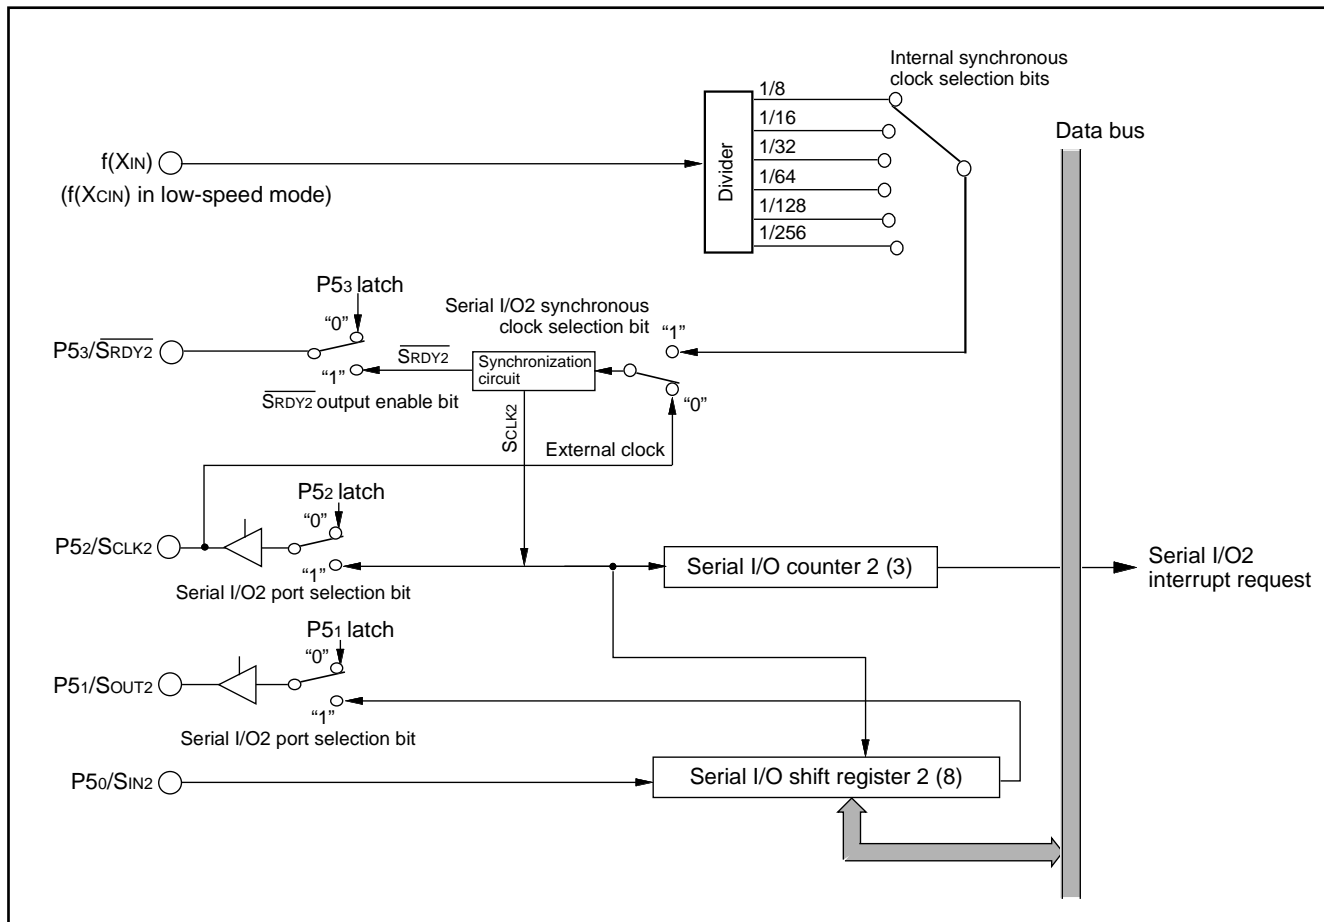 Internal synchronous
clock selection bits
1/8
1/16
1/32
1/64
1/128
1/256
Divider
Data bus
f(XIN)
(f(XCIN) in low-speed mode)
P53 latch
“0”
Serial I/O2 synchronous
clock selection bit
“1”
P53/SRDY2
“1”
SRDY2
Synchronization
circuit
SRDY2 output enable bit
“0”
SCLK2
External clock
P52 latch
“0”
P52/SCLK2
“1”
Serial I/O2 port selection bit
Serial I/O counter 2 (3)
Serial I/O2
interrupt request
P51 latch
“0”
P51/SOUT2
“1”
Serial I/O2 port selection bit
P50/SIN2
Serial I/O shift register 2 (8)